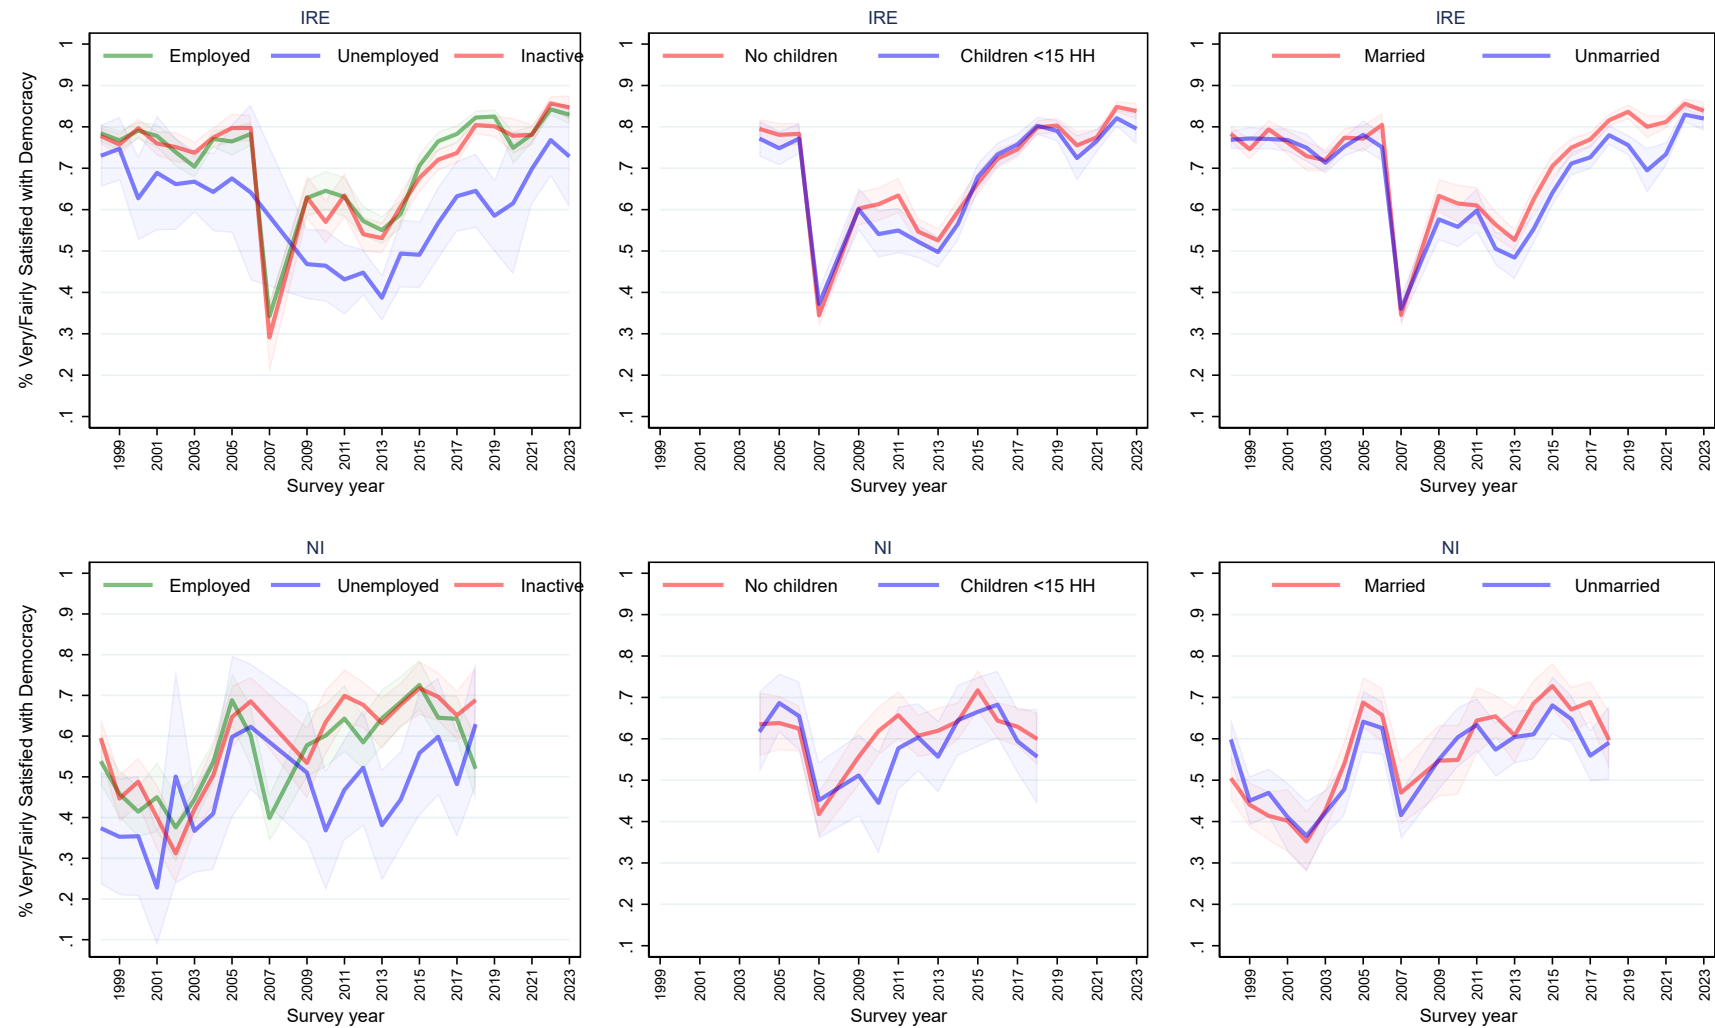 IRE
% Very/Fairly Satisfied with Democracy
1
.9
.8
.7
.6
.5
.4
.3
.2
.1
Employed Unemployed Inactive
1999 2001 2003 2005 2007 2009 2011 2013 2015 2017 2019 2021 2023
Survey year
IRE
1
.9
.8
.7
.6
.5
.4
.3
.2
.1
No children Children <15 HH
1999 2001 2003 2005 2007 2009 2011 2013 2015 2017 2019 2021 2023
Survey year
IRE
1
.9
.8
.7
.6
.5
.4
.3
.2
.1
Married Unmarried
1999 2001 2003 2005 2007 2009 2011 2013 2015 2017 2019 2021 2023
Survey year
NI
% Very/Fairly Satisfied with Democracy
1
.9
.8
.7
.6
.5
.4
.3
.2
.1
Employed Unemployed Inactive
1999 2001 2003 2005 2007 2009 2011 2013 2015 2017 2019 2021 2023
Survey year
NI
1
.9
.8
.7
.6
.5
.4
.3
.2
.1
No children Children <15 HH
1999 2001 2003 2005 2007 2009 2011 2013 2015 2017 2019 2021 2023
Survey year
NI
1
.9
.8
.7
.6
.5
.4
.3
.2
.1
Married Unmarried
1999 2001 2003 2005 2007 2009 2011 2013 2015 2017 2019 2021 2023
Survey year